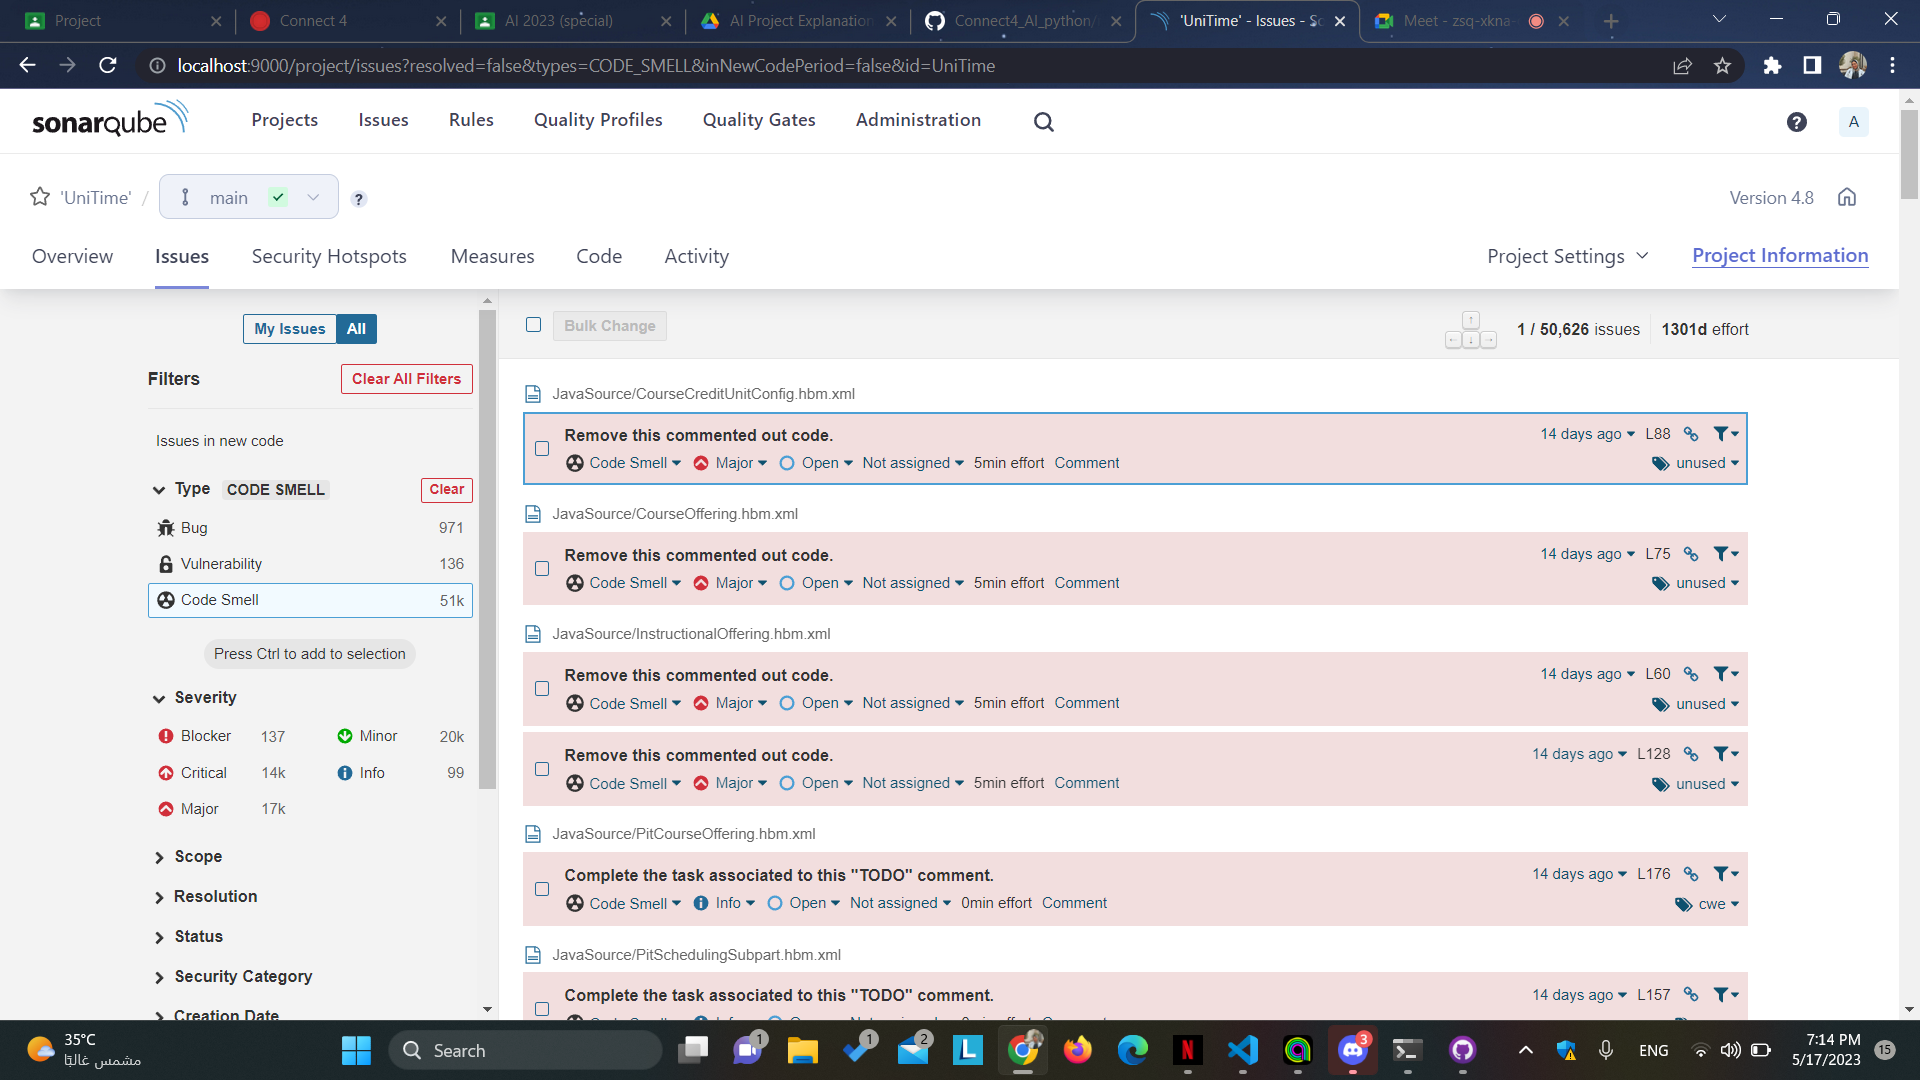 Project
Connect 4
AI 2023 (special)
AI Project Explanation
Connect4_AI_python/
'UniTime' - Issues - So
Meet - zsq-xkna-
localhost:9000/project/issues?resolved=false&types=CODE_SMELL&inNewCodePeriod=false&id=UniTime
sonarqube
Projects
Issues
Rules
Quality Profiles
Quality Gates
Administration
?
A
'UniTime' /
main
?
Version 4.8
Overview
Issues
Security Hotspots
Measures
Code
Activity
Project Settings
Project Information
My Issues
All
Bulk Change
1 / 50,626 issues
1301d effort
Filters
Clear All Filters
Issues in new code
Type
CODE SMELL
Clear
Bug
971
Vulnerability
136
Code Smell
51k
Press Ctrl to add to selection
Severity
Blocker
137
Minor
20k
Critical
14k
Info
99
Major
17k
Scope
Resolution
Status
Security Category
Creation Date
JavaSource/CourseCreditUnitConfig.hbm.xml
Remove this commented out code.
14 days ago
L88
Code Smell
Major
Open
Not assigned
5min effort
Comment
unused
JavaSource/CourseOffering.hbm.xml
Remove this commented out code.
14 days ago
L75
Code Smell
Major
Open
Not assigned
5min effort
Comment
unused
JavaSource/InstructionalOffering.hbm.xml
Remove this commented out code.
14 days ago
L60
Code Smell
Major
Open
Not assigned
5min effort
Comment
unused
Remove this commented out code.
14 days ago
L128
Code Smell
Major
Open
Not assigned
5min effort
Comment
unused
JavaSource/PitCourseOffering.hbm.xml
Complete the task associated to this "TODO" comment.
14 days ago
L176
Code Smell
Info
Open
Not assigned
0min effort
Comment
cwe
JavaSource/PitSchedulingSubpart.hbm.xml
Complete the task associated to this "TODO" comment.
14 days ago
L157
35°C
مشمس غالبًا
Search
1
1
2
L
N
3
ENG
7:14 PM
5/17/2023
15